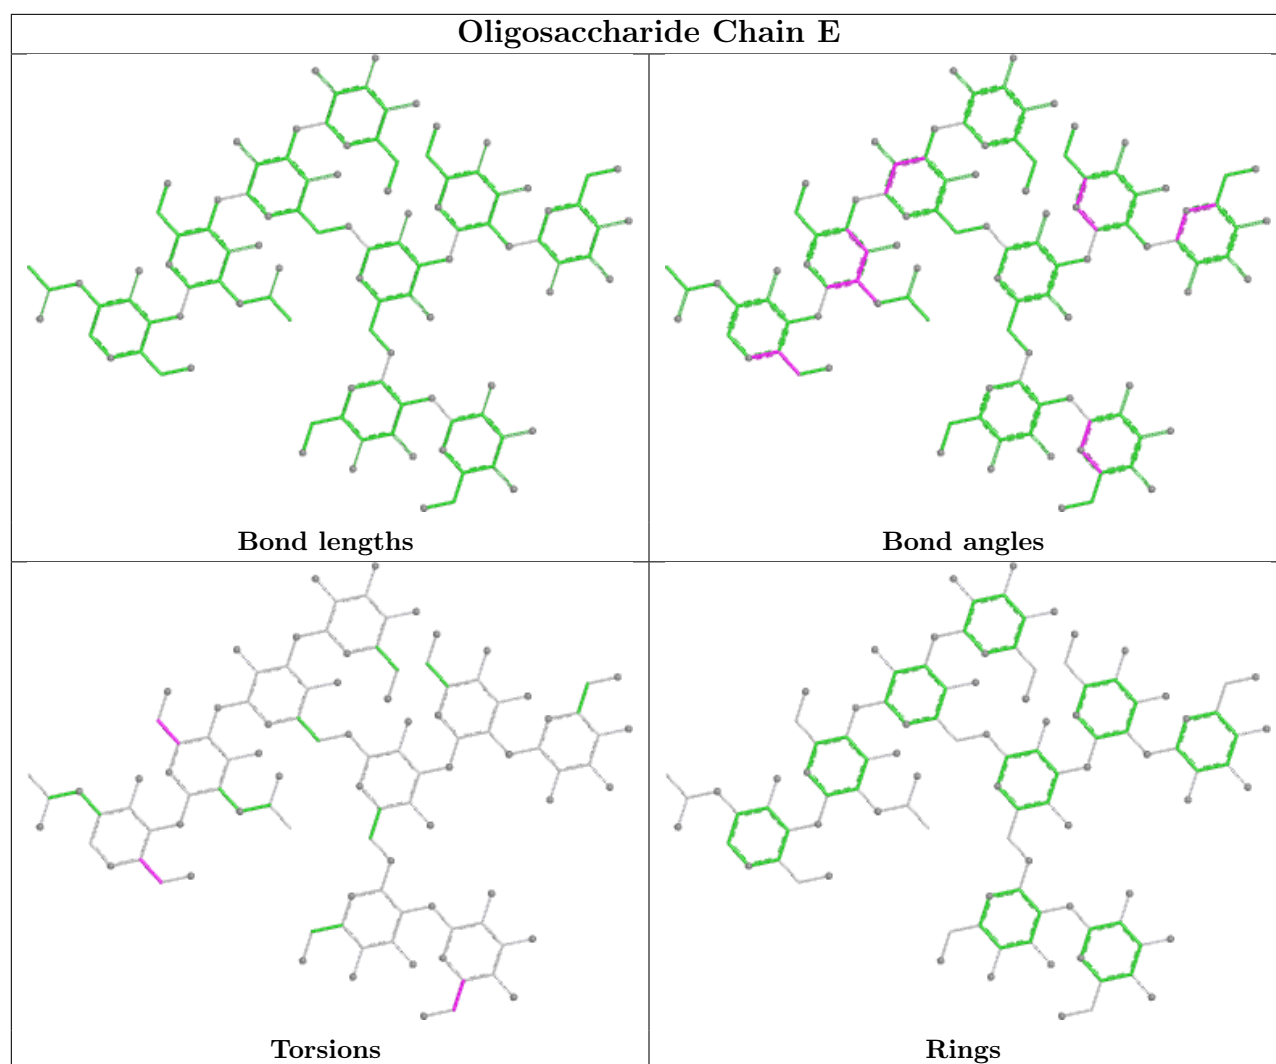 Oligosaccharide Chain E
Bond lengths
Bond angles
Torsions
Rings